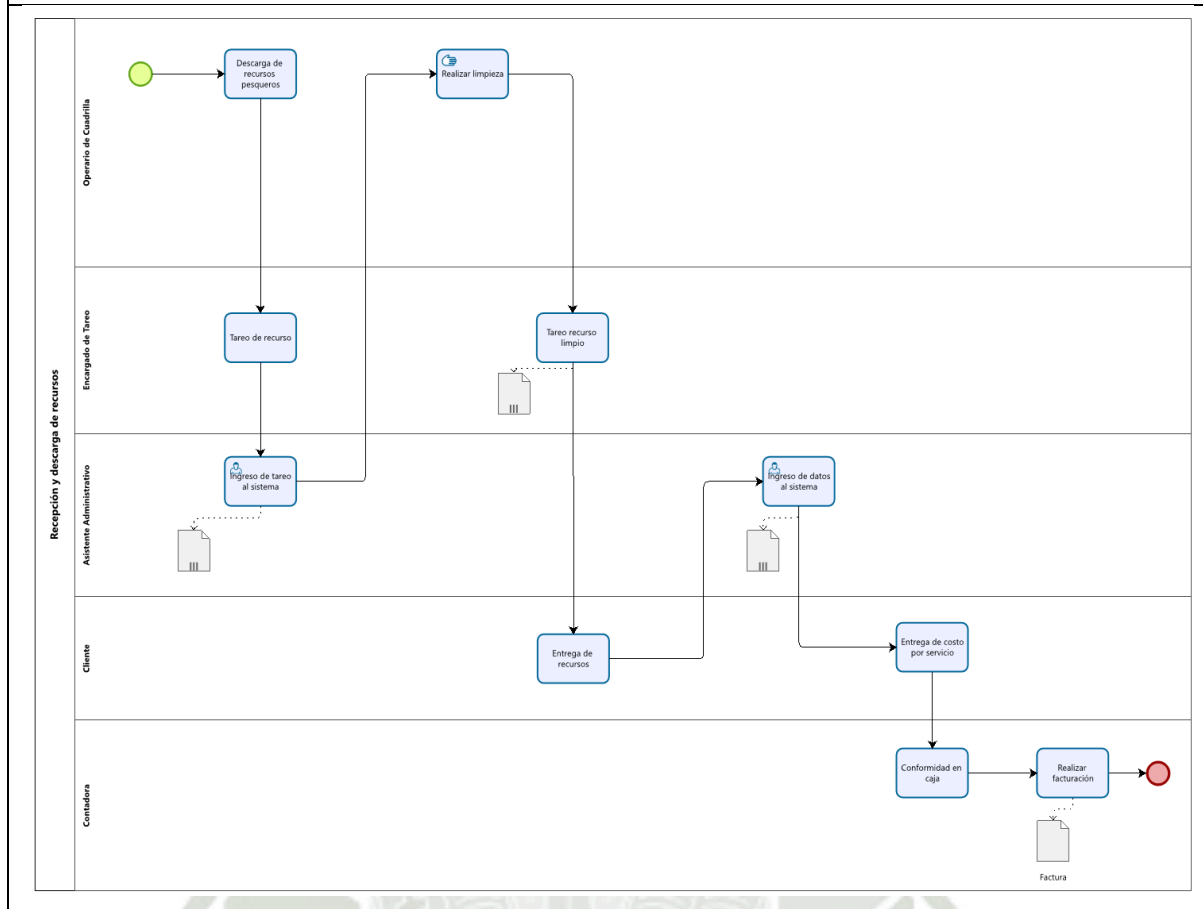 Recepción y descarga de recursos
Operario de Cuadrilla
Descarga de
recursos
pesqueros
Realizar limpieza
Encargado de Tareo
Tareo de recurso
Tareo recurso
limpio
Asistente Administrativo
Ingreso de tareo
al sistema
Ingreso de datos
al sistema
Cliente
Entrega de
recursos
Entrega de costo
por servicio
Contadora
Conformidad en
caja
Realizar
facturación
Factura